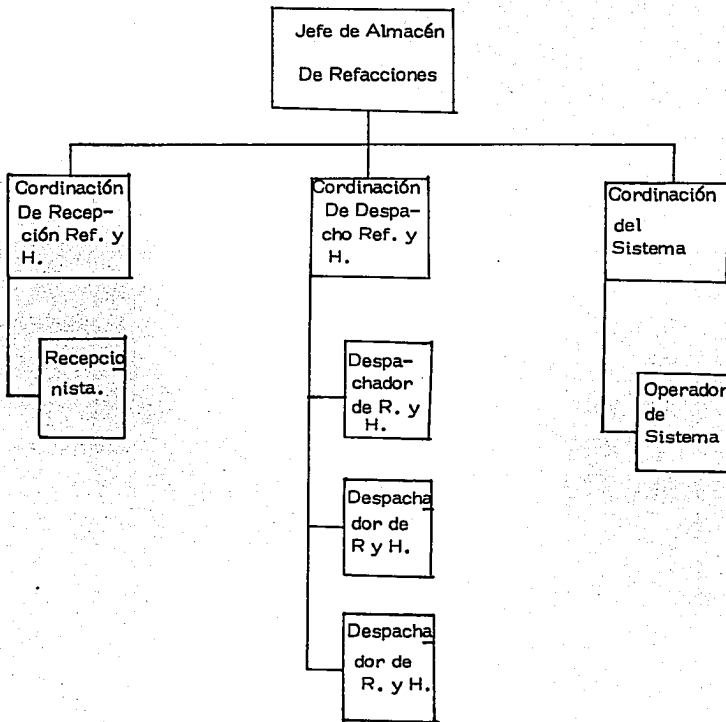 Jefe de Almacén
De Refacciones
Cordinación
De Recep-
ción Ref. y
H.
Cordinación
De Despa-
cho Ref. y
H.
Cordinación
del
Sistema
Recepcio
nista.
Despa-
chador
de R. y
H.
Operador
de
Sistema
Despacha
dor de
R y H.
Despacha
dor de
R. y H.